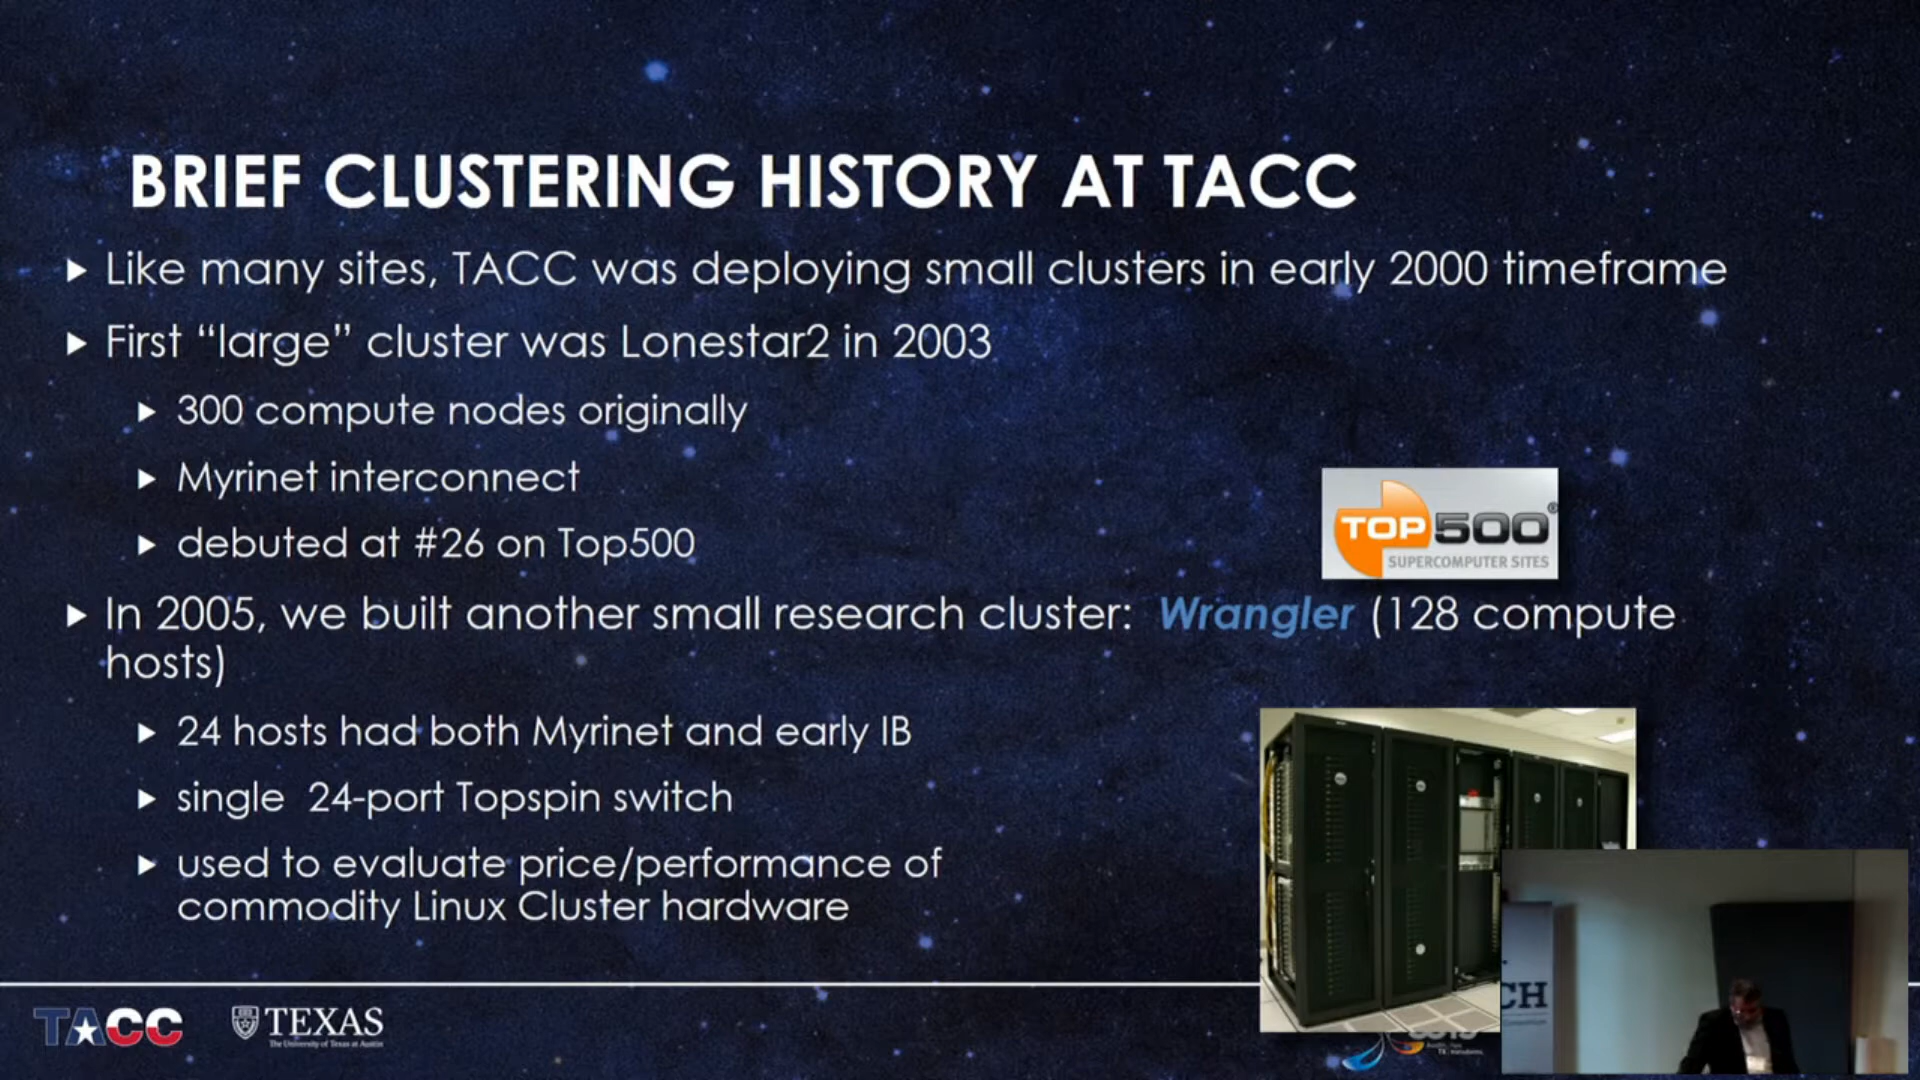 BRIEF CLUSTERING HISTORY AT TACC
Like many sites, TACC was deploying small clusters in early 2000 timeframe
First “large” cluster was Lonestar2 in 2003
300 compute nodes originally
Myrinet interconnect
debuted at #26 on Top500
TOP500®
SUPERCOMPUTER SITES
In 2005, we built another small research cluster: Wrangler (128 compute
hosts)
24 hosts had both Myrinet and early IB
single 24-port Topspin switch
used to evaluate price/performance of
commodity Linux Cluster hardware
TACC
TEXAS
The University of Texas at Austin
CH